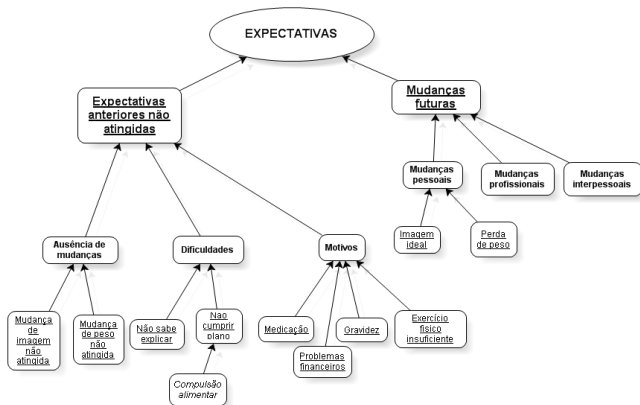 EXPECTATIVAS
Expectativas
anteriores não
atingidas
Mudanças
futuras
Mudanças
pessoais
Mudanças
profissionais
Mudanças
interpessoais
Imagem
ideal
Perda
de peso
Ausência de
mudanças
Dificuldades
Motivos
Mudança
de
imagem não
atingida
Mudança
de peso não
atingida
Não sabe
explicar
Nao
cumprir
plano
Medicação
Problemas
financeiros
Gravidez
Exercício
fisico
insuficiente
Compulsão
alimentar